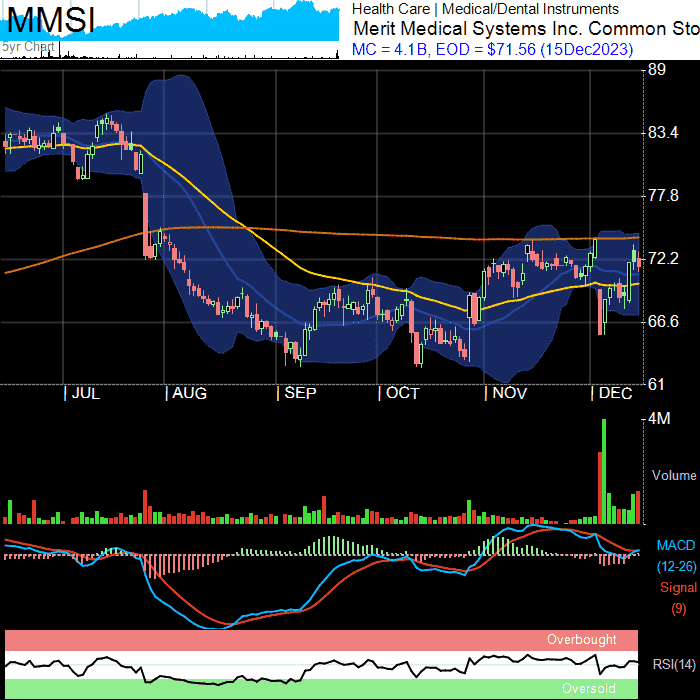 MMSI
5yr Chart
Health Care | Medical/Dental Instruments
Merit Medical Systems Inc. Common Sto
MC = 4.1B, EOD = $71.56 (15Dec2023)
89
83.4
77.8
72.2
66.6
61
| JUL | AUG | SEP | OCT | NOV | DEC
4M
Volume
MACD
(12-26)
Signal
(9)
Overbought
RSI(14)
Oversold